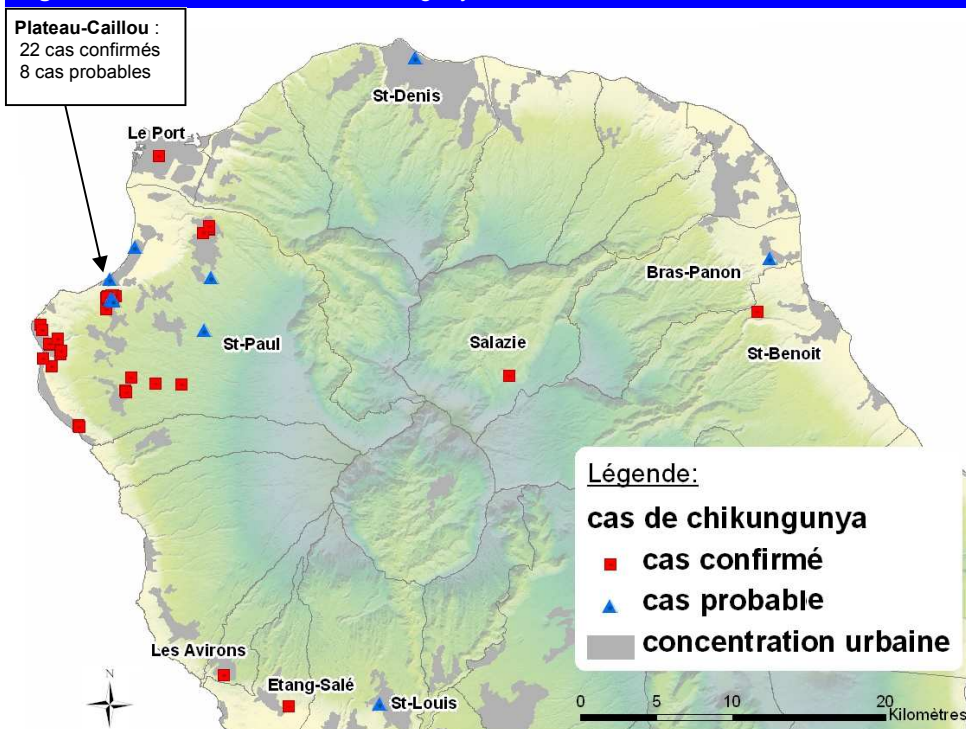 Plateau-Caillou :
22 cas confirmés
8 cas probables
St-Denis
Le Port
Bras-Panon
St-Paul
Salazie
St-Benoit
Légende:
cas de chikungunya
cas confirmé
cas probable
concentration urbaine
Les Avirons
Etang-Salé
St-Louis
N
0 5 10 20
Kilomètres